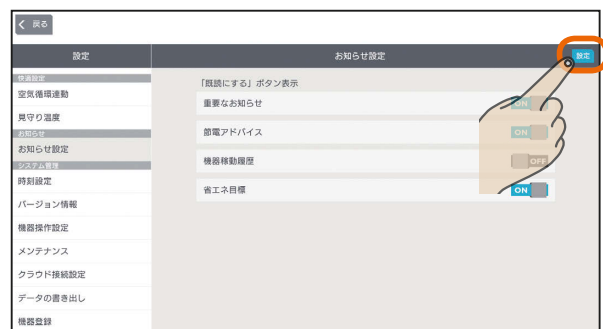 戻る
設定
お知らせ設定
設定
快適設定
空気循環連動
見守り温度
お知らせ
お知らせ設定
システム管理
時刻設定
バージョン情報
機器操作設定
メンテナンス
クラウド接続設定
データの書き出し
機器登録
「既読にする」ボタン表示
重要なお知らせ
ON
節電アドバイス
ON
機器稼動履歴
OFF
省エネ目標
ON